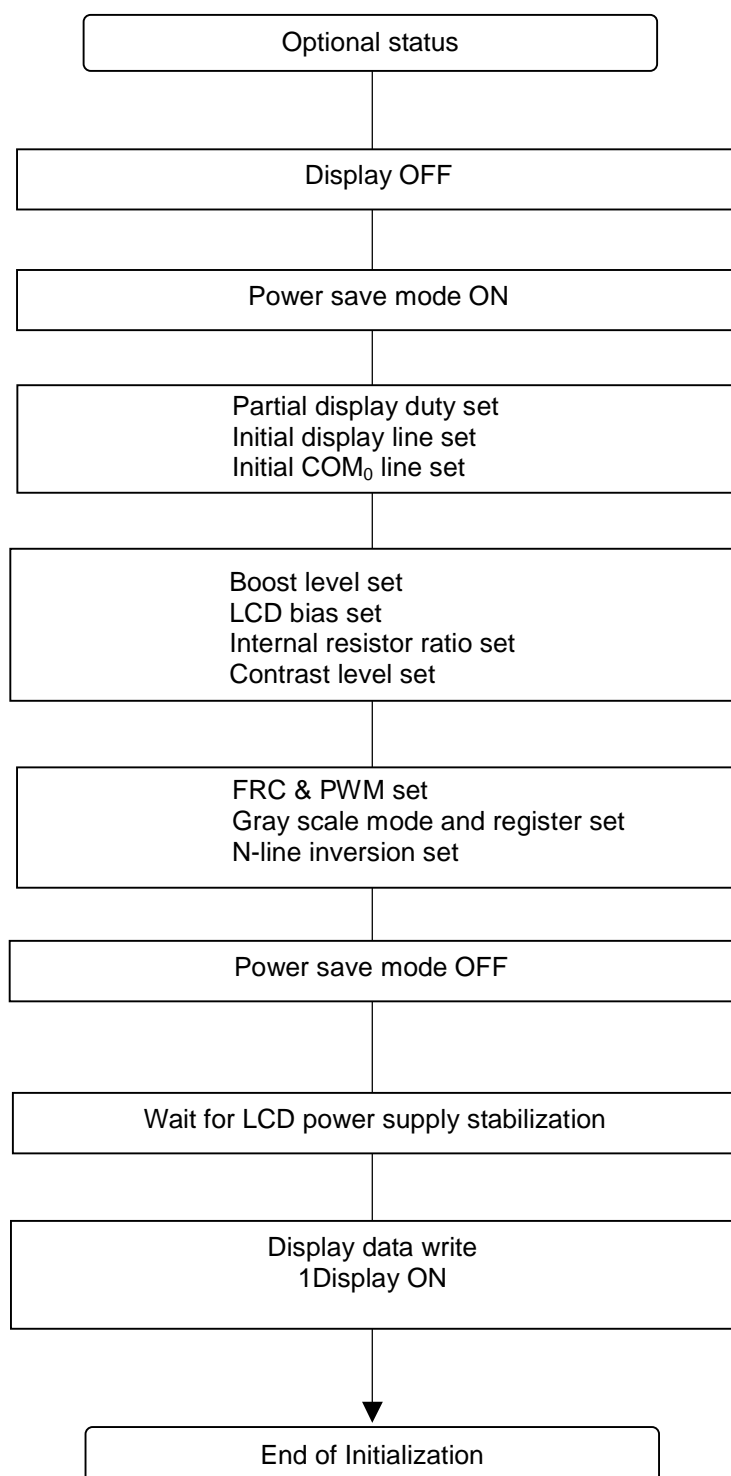 Optional status
Display OFF
Power save mode ON
Partial display duty set
Initial display line set
Initial COM₀ line set
Boost level set
LCD bias set
Internal resistor ratio set
Contrast level set
FRC & PWM set
Gray scale mode and register set
N-line inversion set
Power save mode OFF
Wait for LCD power supply stabilization
Display data write
1Display ON
End of Initialization